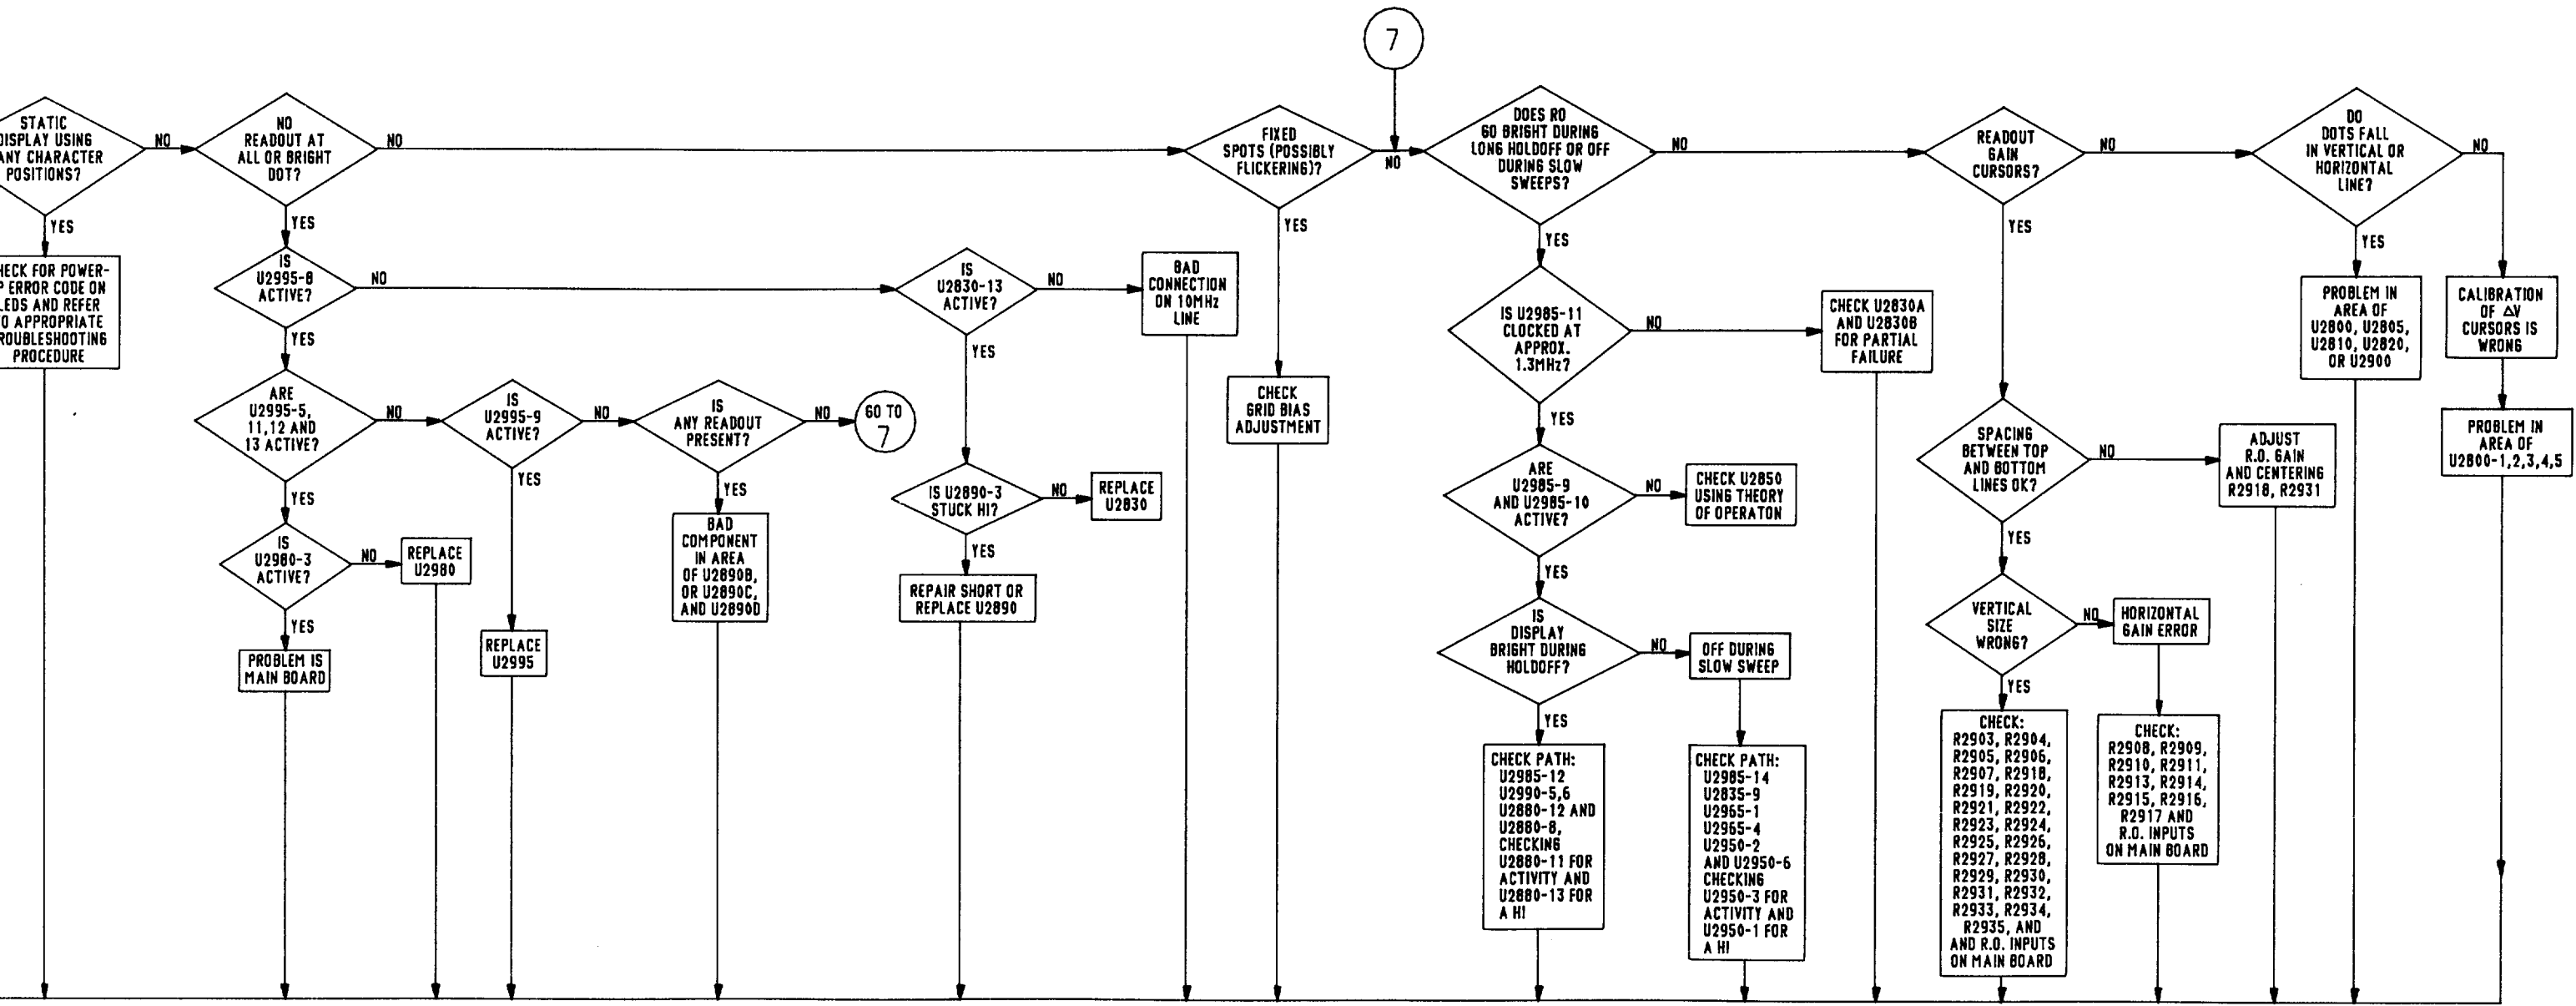 7
STATIC
DISPLAY USING
ANY CHARACTER
POSITIONS?
NO
YES
CHECK FOR POWER-
UP ERROR CODE ON
LEDS AND REFER
TO APPROPRIATE
TROUBLESHOOTING
PROCEDURE
NO
READOUT AT
ALL OR BRIGHT
DOT?
NO
YES
IS
U2995-8
ACTIVE?
NO
YES
ARE
U2995-5,
11,12 AND
13 ACTIVE?
NO
YES
IS
U2980-3
ACTIVE?
NO
REPLACE
U2980
YES
PROBLEM IS
MAIN BOARD
IS
U2995-9
ACTIVE?
NO
YES
REPLACE
U2995
IS
ANY READOUT
PRESENT?
NO
GO TO
7
YES
BAD
COMPONENT
IN AREA
OF U2890B,
OR U2890C,
AND U2890D
IS
U2830-13
ACTIVE?
NO
BAD
CONNECTION
ON 10MHz
LINE
YES
IS U2890-3
STUCK HI?
NO
REPLACE
U2830
YES
REPAIR SHORT OR
REPLACE U2890
FIXED
SPOTS (POSSIBLY
FLICKERING)?
NO
YES
CHECK
GRID BIAS
ADJUSTMENT
DOES RO
GO BRIGHT DURING
LONG HOLDOFF OR OFF
DURING SLOW
SWEEPS?
NO
YES
IS U2985-11
CLOCKED AT
APPROX.
1.3MHz?
NO
CHECK U2830A
AND U2830B
FOR PARTIAL
FAILURE
YES
ARE
U2985-9
AND U2985-10
ACTIVE?
NO
CHECK U2850
USING THEORY
OF OPERATON
YES
IS
DISPLAY
BRIGHT DURING
HOLDOFF?
NO
OFF DURING
SLOW SWEEP
YES
CHECK PATH:
U2985-12
U2990-5,6
U2880-12 AND
U2880-8,
CHECKING
U2880-11 FOR
ACTIVITY AND
U2880-13 FOR
A HI
CHECK PATH:
U2985-14
U2835-9
U2965-1
U2965-4
U2950-2
AND U2950-6
CHECKING
U2950-3 FOR
ACTIVITY AND
U2950-1 FOR
A HI
READOUT
GAIN
CURSORS?
NO
YES
SPACING
BETWEEN TOP
AND BOTTOM
LINES OK?
NO
ADJUST
R.O. GAIN
AND CENTERING
R2918, R2931
YES
VERTICAL
SIZE
WRONG?
NO
HORIZONTAL
GAIN ERROR
YES
CHECK:
R2903, R2904,
R2905, R2906,
R2907, R2918,
R2919, R2920,
R2921, R2922,
R2923, R2924,
R2925, R2926,
R2927, R2928,
R2929, R2930,
R2931, R2932,
R2933, R2934,
R2935, AND
AND R.O. INPUTS
ON MAIN BOARD
CHECK:
R2908, R2909,
R2910, R2911,
R2913, R2914,
R2915, R2916,
R2917 AND
R.O. INPUTS
ON MAIN BOARD
DO
DOTS FALL
IN VERTICAL OR
HORIZONTAL
LINE?
NO
YES
PROBLEM IN
AREA OF
U2800, U2805,
U2810, U2820,
OR U2900
CALIBRATION
OF ΔV
CURSORS IS
WRONG
PROBLEM IN
AREA OF
U2800-1,2,3,4,5